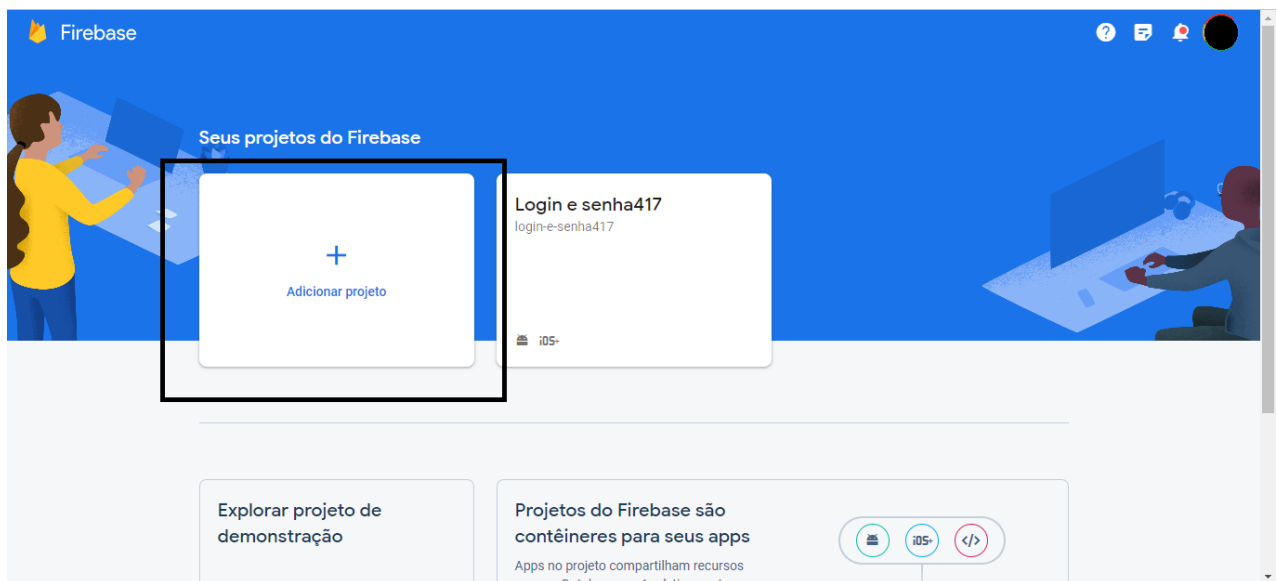 Firebase
Seus projetos do Firebase
Adicionar projeto
Login e senha417
login-e-senha417
iOS+
Explorar projeto de
demonstração
Projetos do Firebase são
contêineres para seus apps
Apps no projeto compartilham recursos
iOS+